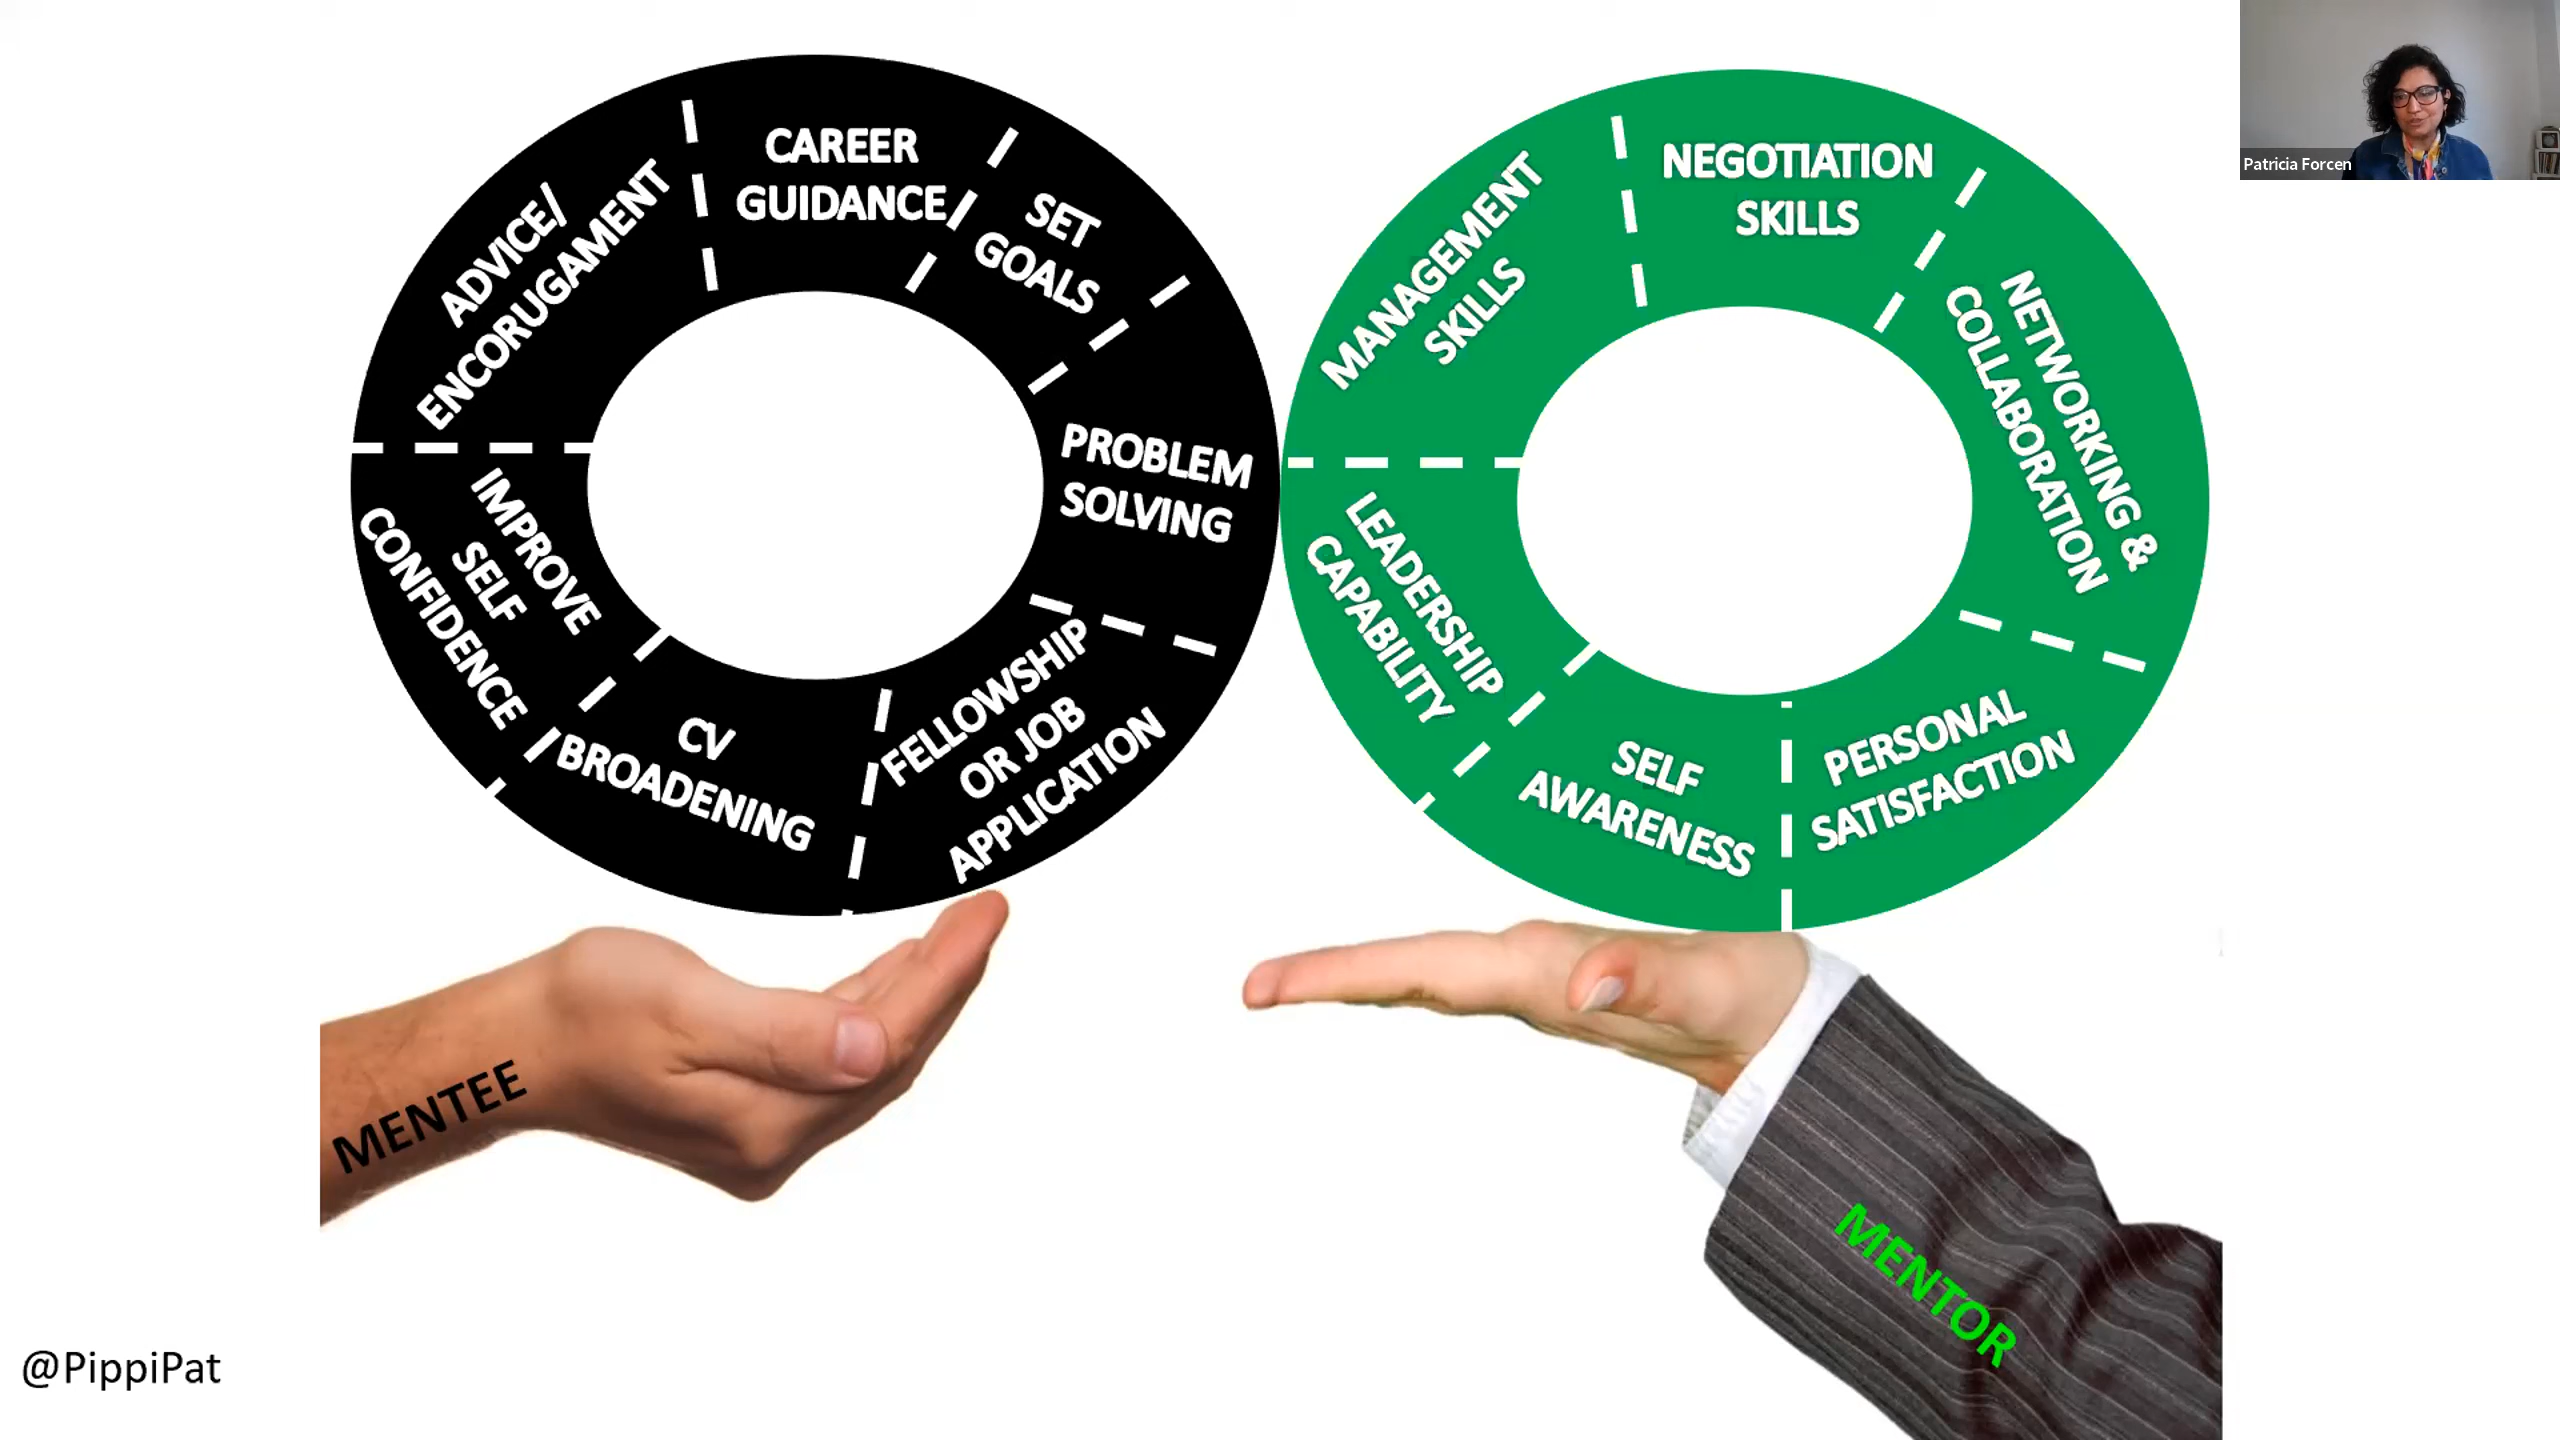 ADVICE/
ENCORUGAMENT
CAREER
GUIDANCE
SET
GOALS
PROBLEM
SOLVING
FELLOWSHIP
OR JOB
APPLICATION
CV
BROADENING
IMPROVE
SELF
CONFIDENCE
MANAGEMENT
SKILLS
NEGOTIATION
SKILLS
NETWORKING &
COLLABORATION
PERSONAL
SATISFACTION
SELF
AWARENESS
LEADERSHIP
CAPABILITY
MENTEE
MENTOR
@PippiPat
Patricia Forcen